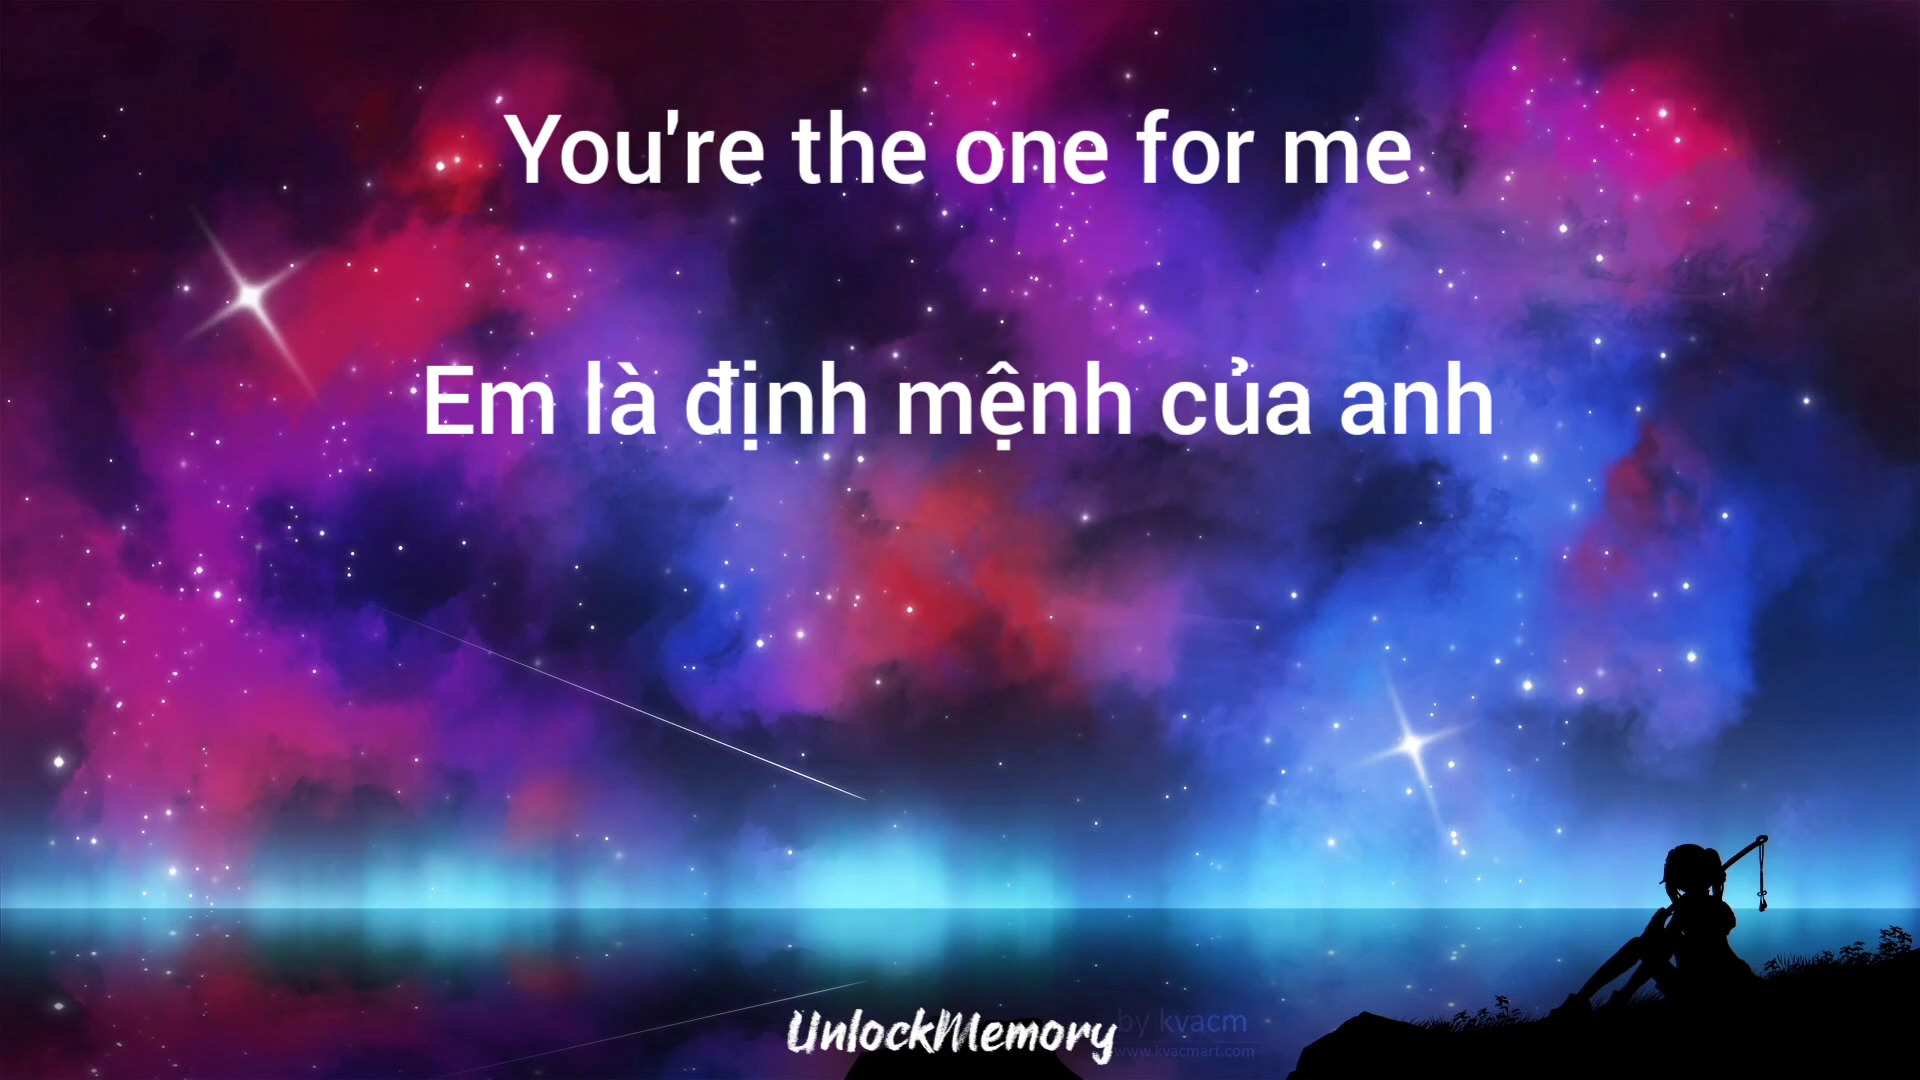 You're the one for me
Em là định mệnh của anh
UnlockMemory
by kvacm
www.kvacmart.com